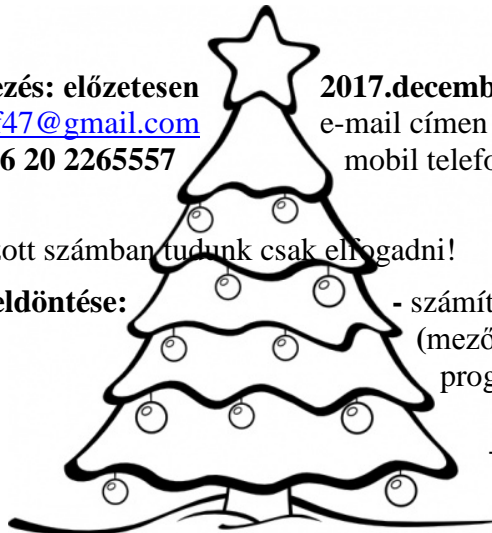 ezés: előzetesen 2017.decemb
f47@gmail.com e-mail címen
6 20 2265557 mobil telefo
zott számban tudunk csak elfogadni!
eldöntése: - számít
(mező
prog
-